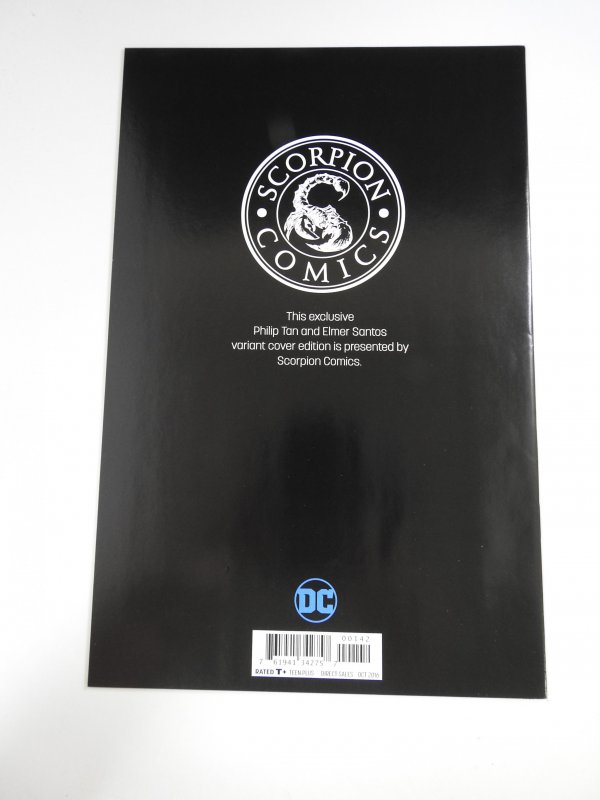 SCORPION
COMICS
This exclusive
Philip Tan and Elmer Santos
variant cover edition is presented by
Scorpion Comics.
DC
00142
7 61941 34225 7
RATED T+ TEEN PLUS DIRECT SALES OCT 2016